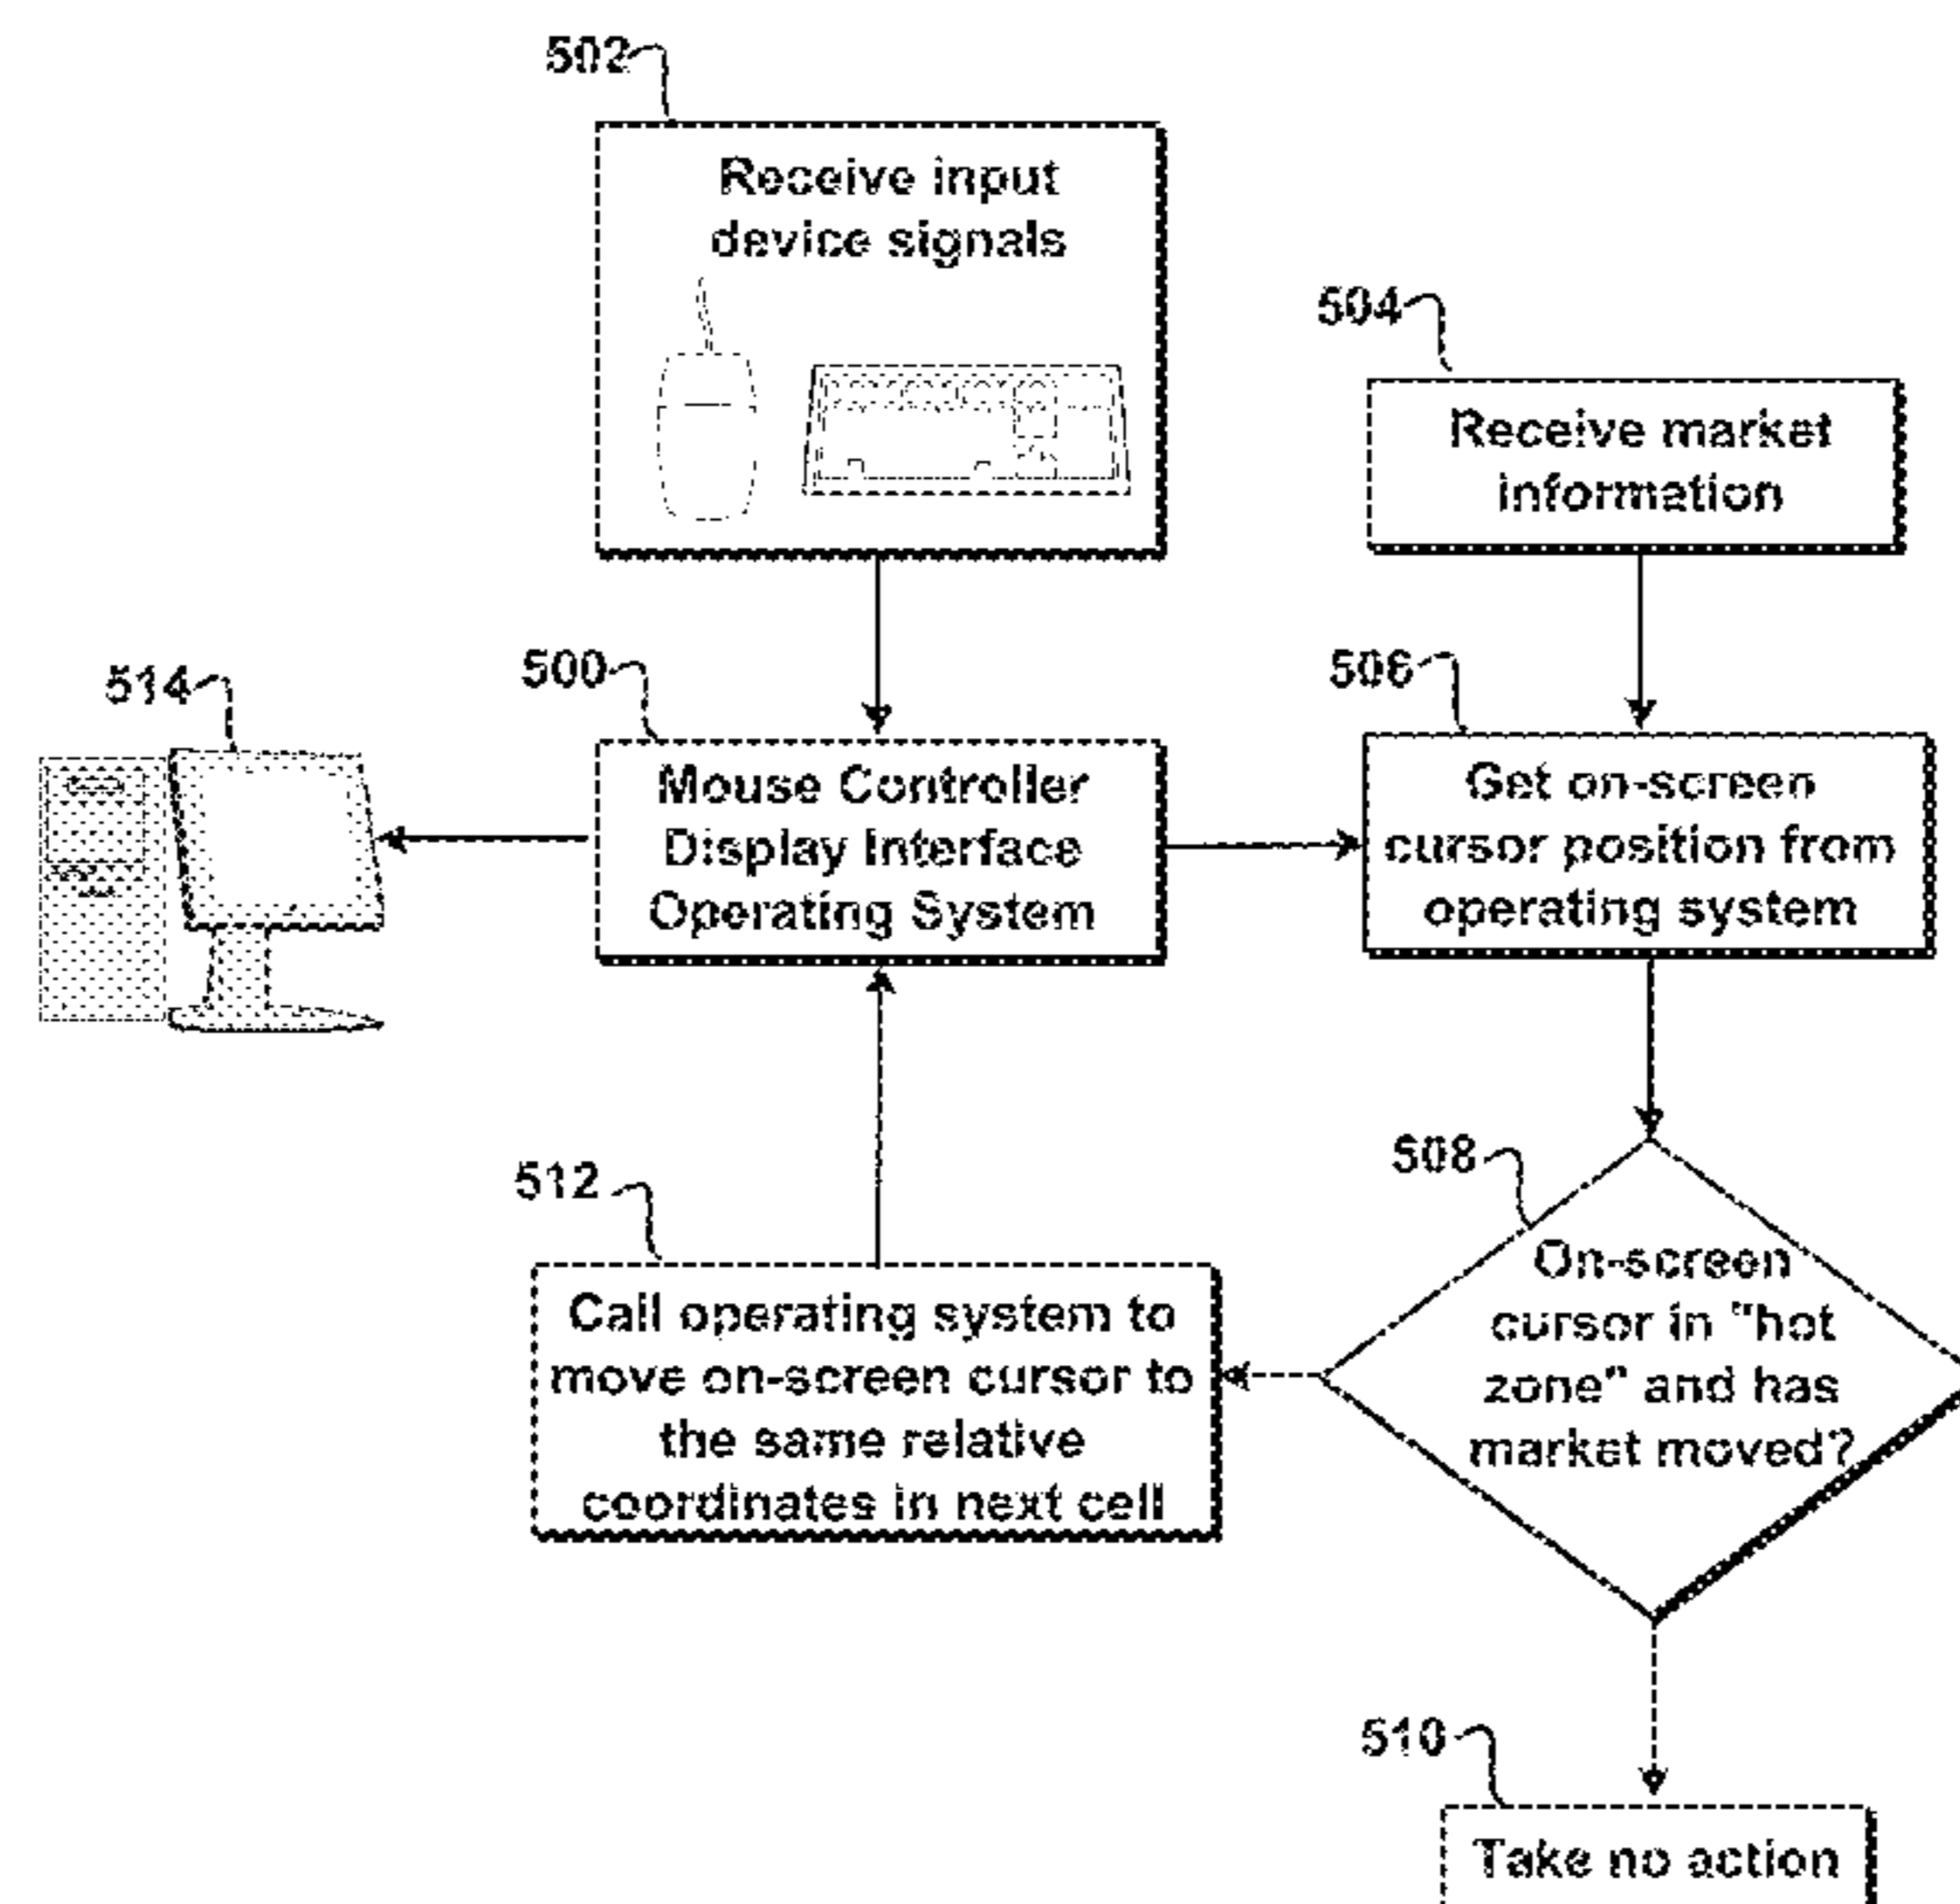 502
Receive input
device signals
504
Receive market
information
514
500
Mouse Controller
Display Interface
Operating System
506
Get on-screen
cursor position from
operating system
512
Call operating system to
move on-screen cursor to
the same relative
coordinates in next cell
508
On-screen
cursor in "hot
zone" and has
market moved?
510
Take no action